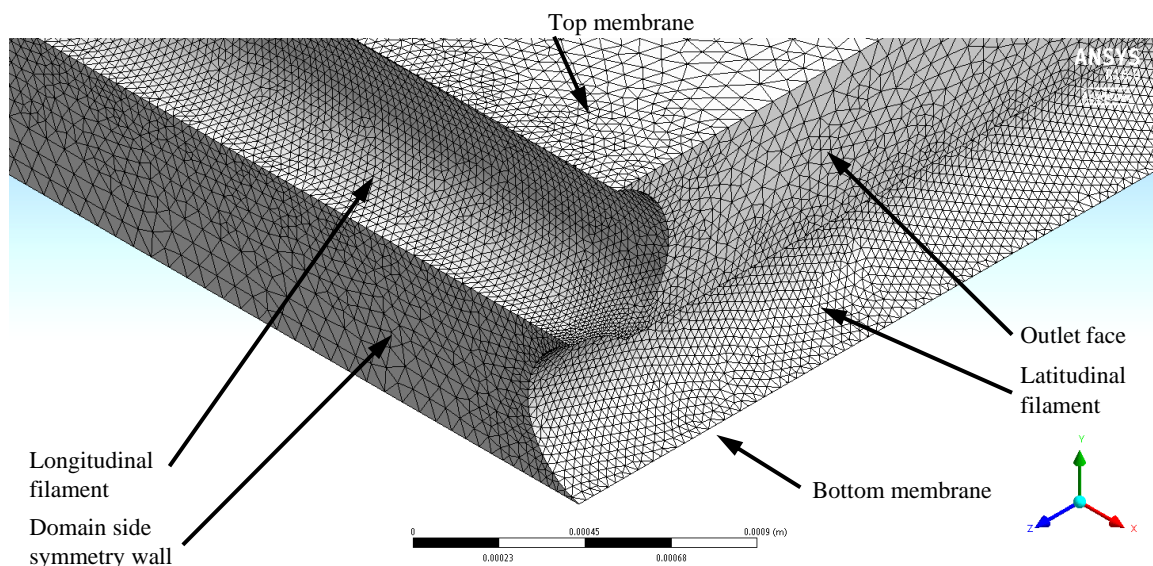 Top membrane
ANSYS
Outlet face
Latitudinal
filament
Longitudinal
filament
Bottom membrane
Domain side
symmetry wall
Y
Z
X
0
0.00045
0.0009 (m)
0.00023
0.00068